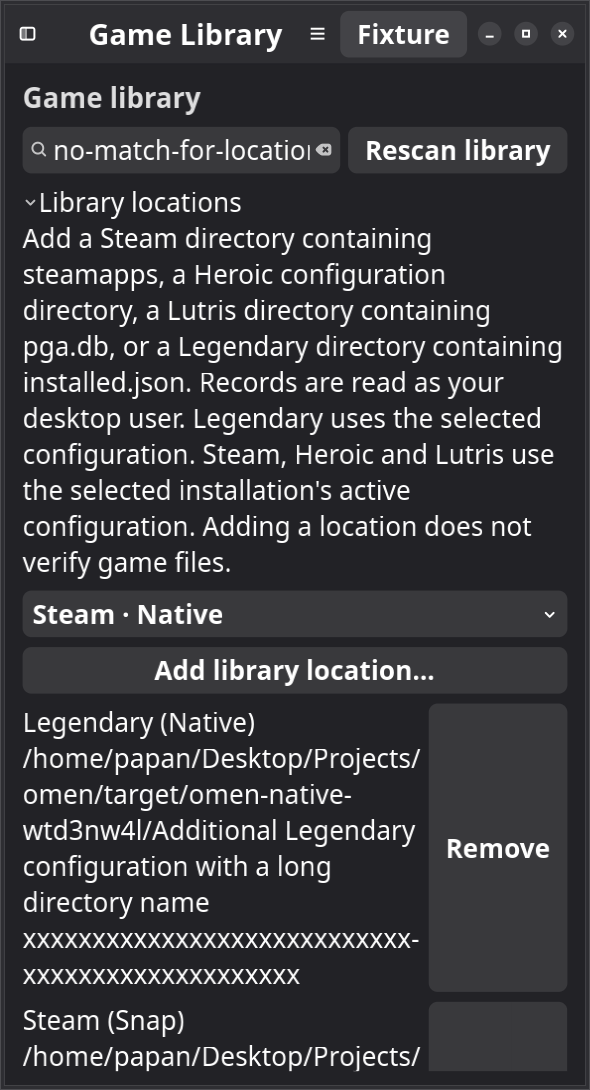 Game Library
Fixture
Game library
no-match-for-location
Rescan library
Library locations
Add a Steam directory containing
steamapps, a Heroic configuration
directory, a Lutris directory containing
pga.db, or a Legendary directory containing
installed.json. Records are read as your
desktop user. Legendary uses the selected
configuration. Steam, Heroic and Lutris use
the selected installation's active
configuration. Adding a location does not
verify game files.
Steam · Native
Add library location...
Legendary (Native)
/home/papan/Desktop/Projects/
omen/target/omen-native-
wtd3nw4l/Additional Legendary
configuration with a long
directory name
xxxxxxxxxxxxxxxxxxxxxxxxxxxx-
xxxxxxxxxxxxxxxxxxxx
Remove
Steam (Snap)
/home/papan/Desktop/Projects/